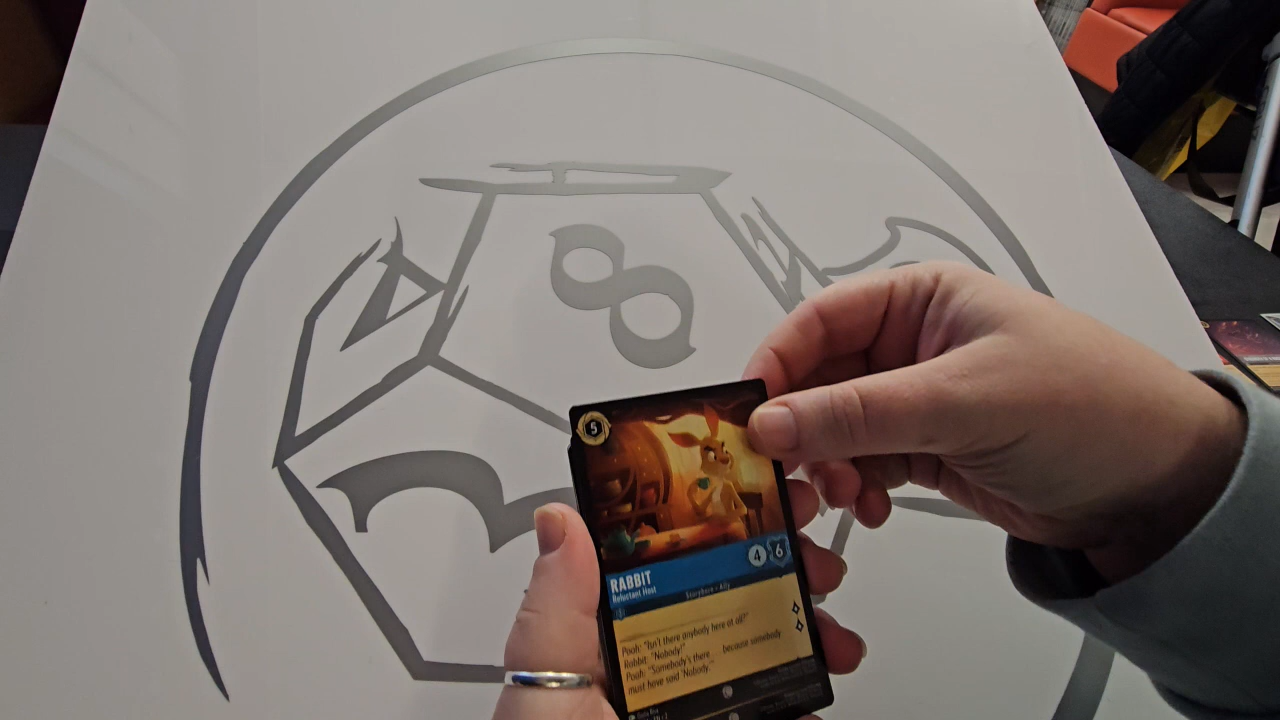 8
5
4 6
RABBIT
Reluctant Host
Storyborn • Ally
Pooh: "Isn't there anybody here at all?"
Rabbit: "Nobody!"
Pooh: "Somebody's there... because somebody
must have said 'Nobody.'"